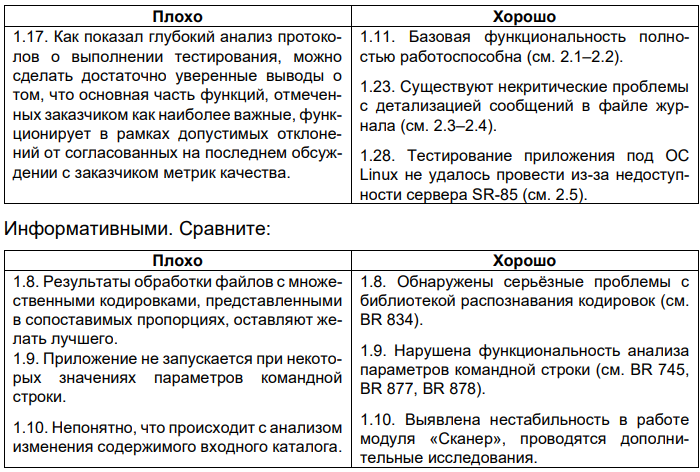 Плохо
Хорошо
1.17. Как показал глубокий анализ протоко-
лов о выполнении тестирования, можно
сделать достаточно уверенные выводы о
том, что основная часть функций, отмечен-
ных заказчиком как наиболее важные, функ-
ционирует в рамках допустимых отклоне-
ний от согласованных на последнем обсуж-
дении с заказчиком метрик качества.
1.11. Базовая функциональность полно-
стью работоспособна (см. 2.1–2.2).
1.23. Существуют некритические проблемы
с детализацией сообщений в файле жур-
нала (см. 2.3–2.4).
1.28. Тестирование приложения под ОС
Linux не удалось провести из-за недоступ-
ности сервера SR-85 (см. 2.5).
Информативными. Сравните:
Плохо
Хорошо
1.8. Результаты обработки файлов с множе-
ственными кодировками, представленными
в сопоставимых пропорциях, оставляют же-
лать лучшего.
1.9. Приложение не запускается при некото-
рых значениях параметров командной
строки.
1.10. Непонятно, что происходит с анализом
изменения содержимого входного каталога.
1.8. Обнаружены серьёзные проблемы с
библиотекой распознавания кодировок (см.
BR 834).
1.9. Нарушена функциональность анализа
параметров командной строки (см. BR 745,
BR 877, BR 878).
1.10. Выявлена нестабильность в работе
модуля «Сканер», проводятся дополни-
тельные исследования.